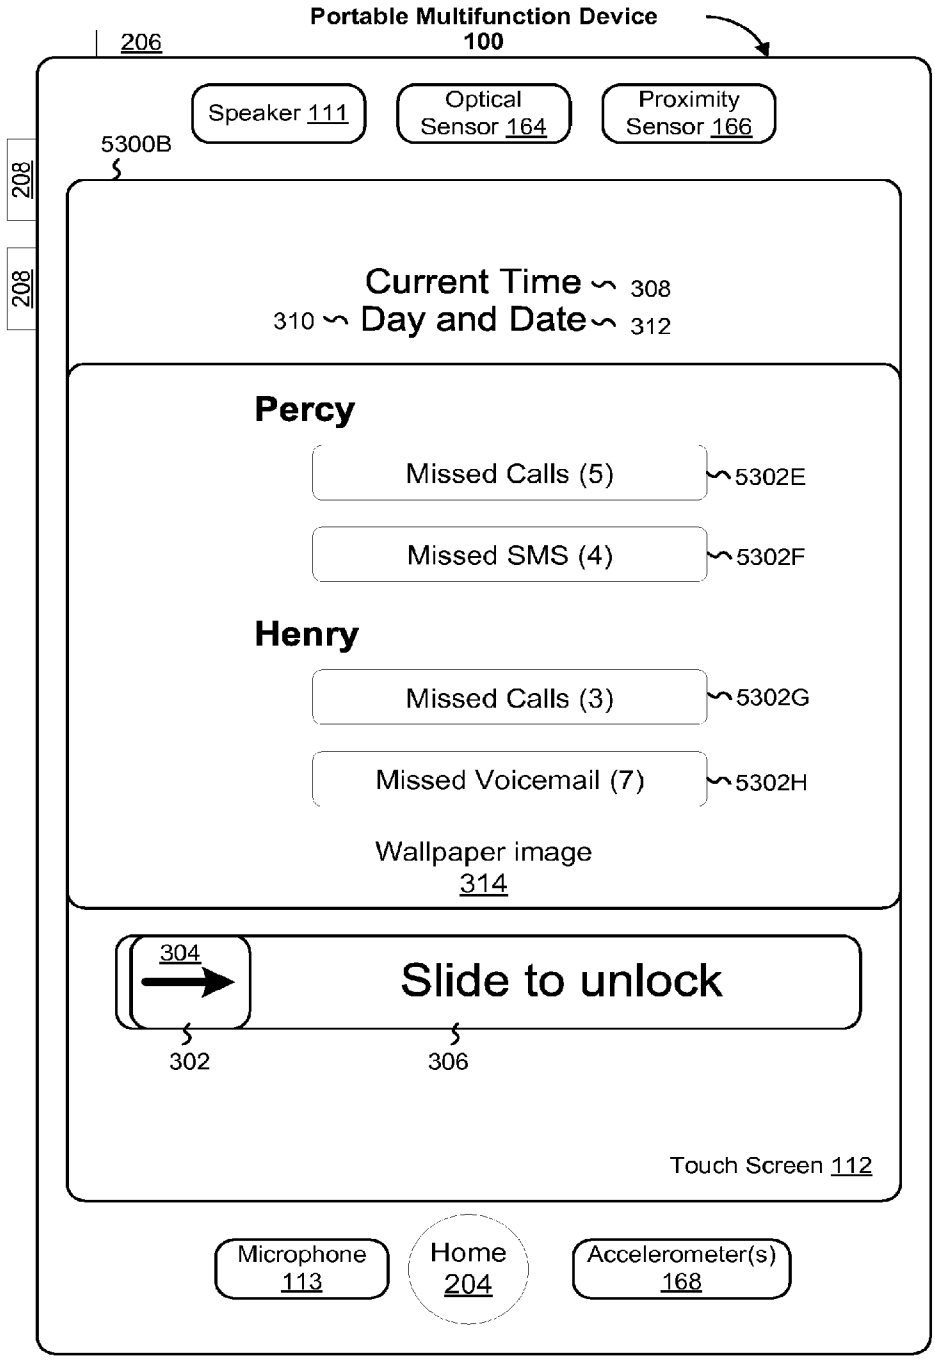 Portable Multifunction Device
100
206
Speaker 111
Optical
Sensor 164
Proximity
Sensor 166
5300B
208
208
Current Time 308
310 Day and Date 312
Percy
Missed Calls (5) 5302E
Missed SMS (4) 5302F
Henry
Missed Calls (3) 5302G
Missed Voicemail (7) 5302H
Wallpaper image
314
304
Slide to unlock
302
306
Touch Screen 112
Microphone
113
Home
204
Accelerometer(s)
168